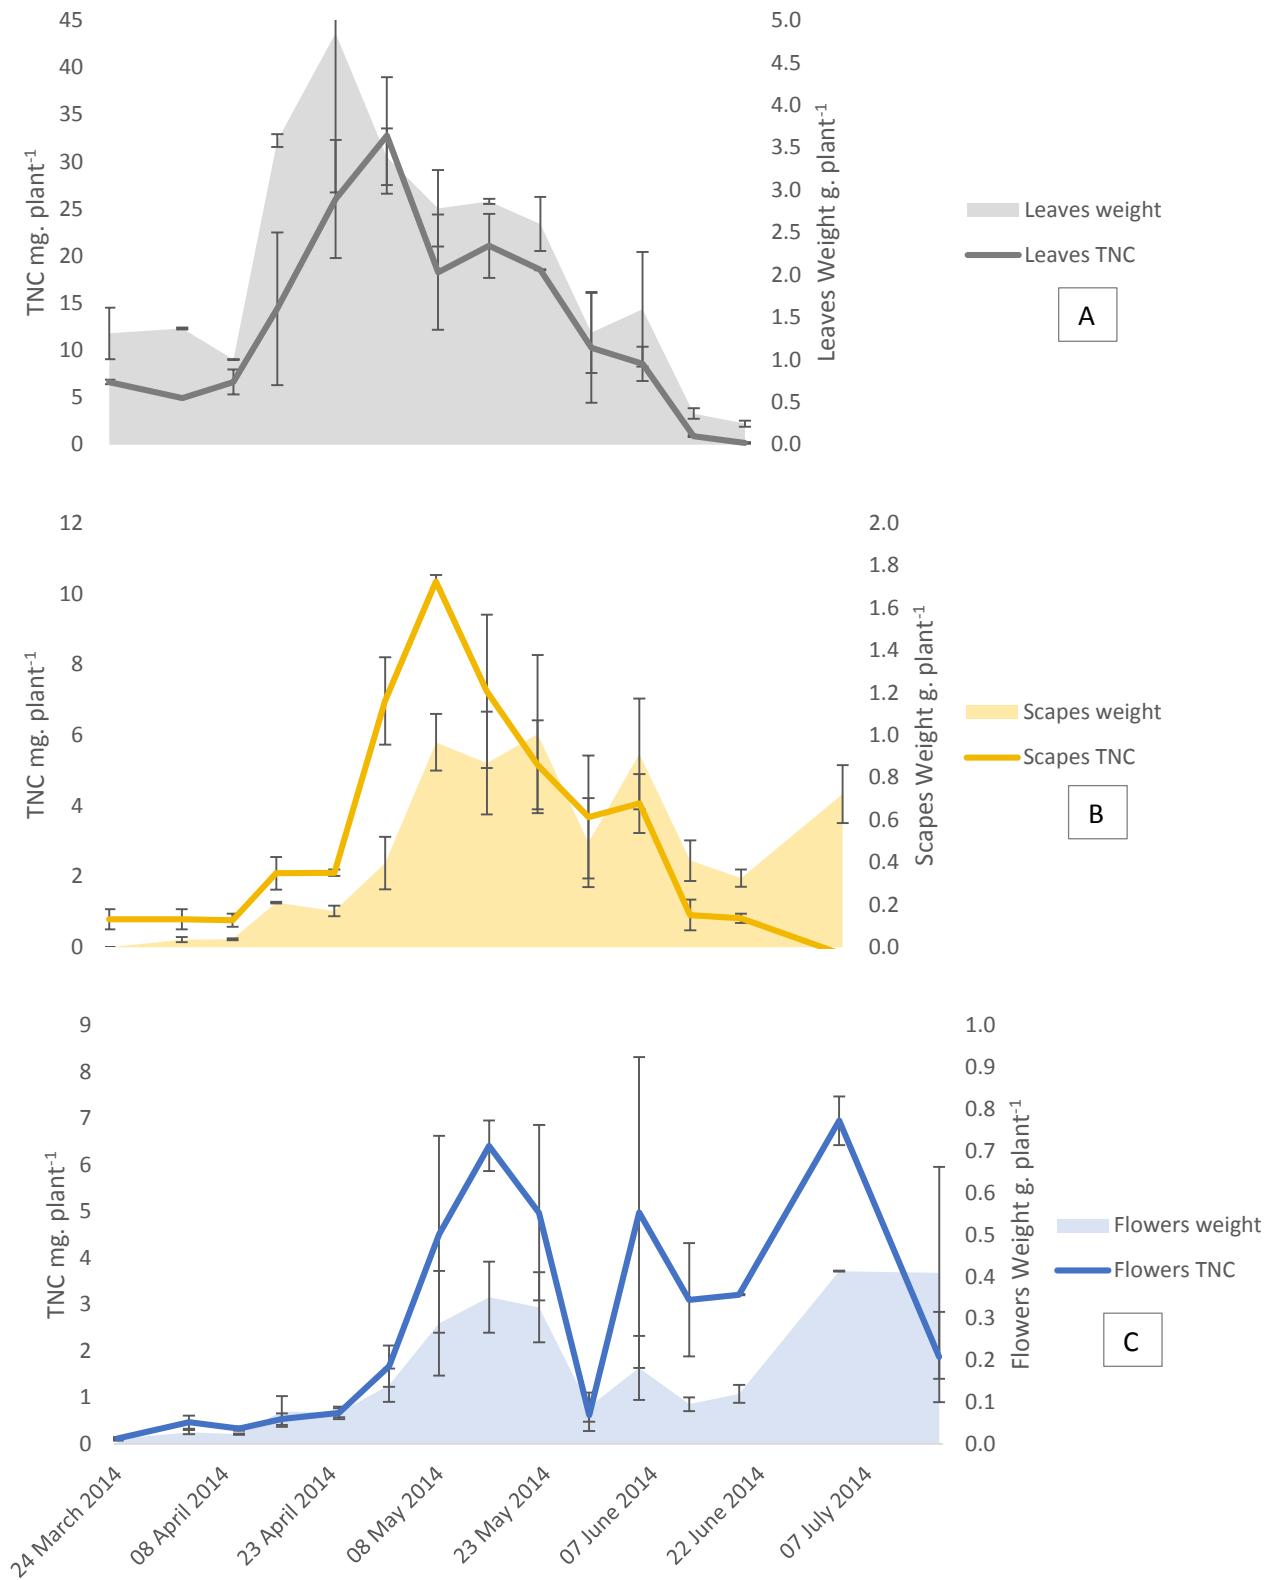 45
40
35
30
25
20
15
10
5
0
TNC mg. plant-1
5.0
4.5
4.0
3.5
3.0
2.5
2.0
1.5
1.0
0.5
0.0
Leaves Weight g. plant-1
Leaves weight
Leaves TNC
A
12
10
8
6
4
2
0
TNC mg. plant-1
2.0
1.8
1.6
1.4
1.2
1.0
0.8
0.6
0.4
0.2
0.0
Scapes Weight g. plant-1
Scapes weight
Scapes TNC
B
9
8
7
6
5
4
3
2
1
0
TNC mg. plant-1
1.0
0.9
0.8
0.7
0.6
0.5
0.4
0.3
0.2
0.1
0.0
Flowers Weight g. plant-1
Flowers weight
Flowers TNC
C
24 March 2014
08 April 2014
23 April 2014
08 May 2014
23 May 2014
07 June 2014
22 June 2014
07 July 2014